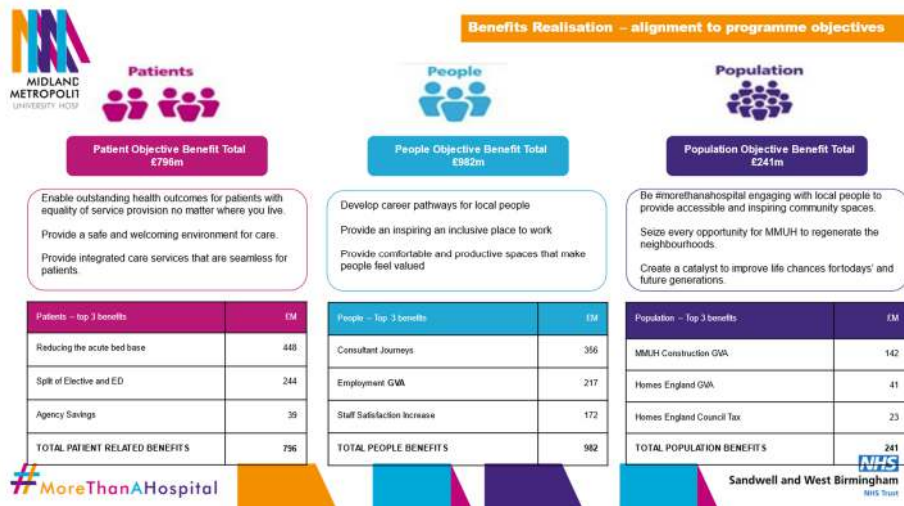 Benefits Realisation – alignment to programme objectives
MIDLAND
METROPOLIT
UNIVERSITY HOSP
Patients
Patient Objective Benefit Total
£796m
Enable outstanding health outcomes for patients with
equality of service provision no matter where you live.
Provide a safe and welcoming environment for care.
Provide integrated care services that are seamless for
patients.
Patients – top 3 benefits £M
Reducing the acute bed base 448
Split of Elective and ED 244
Agency Savings 39
TOTAL PATIENT RELATED BENEFITS 796
People
People Objective Benefit Total
£982m
Develop career pathways for local people
Provide an inspiring an inclusive place to work
Provide comfortable and productive spaces that make
people feel valued
People – Top 3 benefits £M
Consultant Journeys 356
Employment GVA 217
Staff Satisfaction Increase 172
TOTAL PEOPLE BENEFITS 982
Population
Population Objective Benefit Total
£241m
Be #morethanahospital engaging with local people to
provide accessible and inspiring community spaces.
Seize every opportunity for MMUH to regenerate the
neighbourhoods.
Create a catalyst to improve life chances fortodays' and
future generations.
Population – Top 3 benefits £M
MMUH Construction GVA 142
Homes England GVA 41
Homes England Council Tax 23
TOTAL POPULATION BENEFITS 241
#MoreThanAHospital
NHS
Sandwell and West Birmingham
NHS Trust